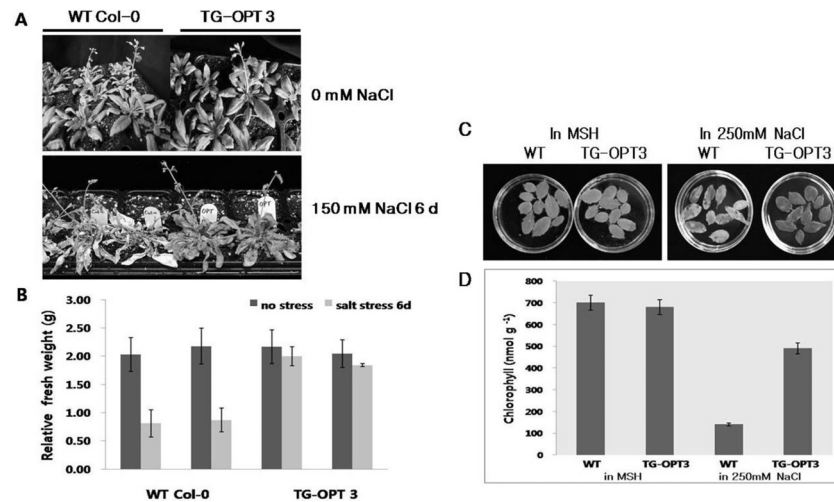 A
WT Col-0
TG-OPT 3
0 mM NaCl
150 mM NaCl 6 d
OPT
OPT
B
Relative fresh weight (g)
3.00
2.50
2.00
1.50
1.00
0.50
0.00
no stress
salt stress 6d
WT Col-0
TG-OPT 3
C
In MSH
In 250mM NaCl
WT
TG-OPT3
WT
TG-OPT3
D
Chlorophyll (nmol g⁻¹)
800
700
600
500
400
300
200
100
0
WT
TG-OPT3
WT
TG-OPT3
in MSH
in 250mM NaCl